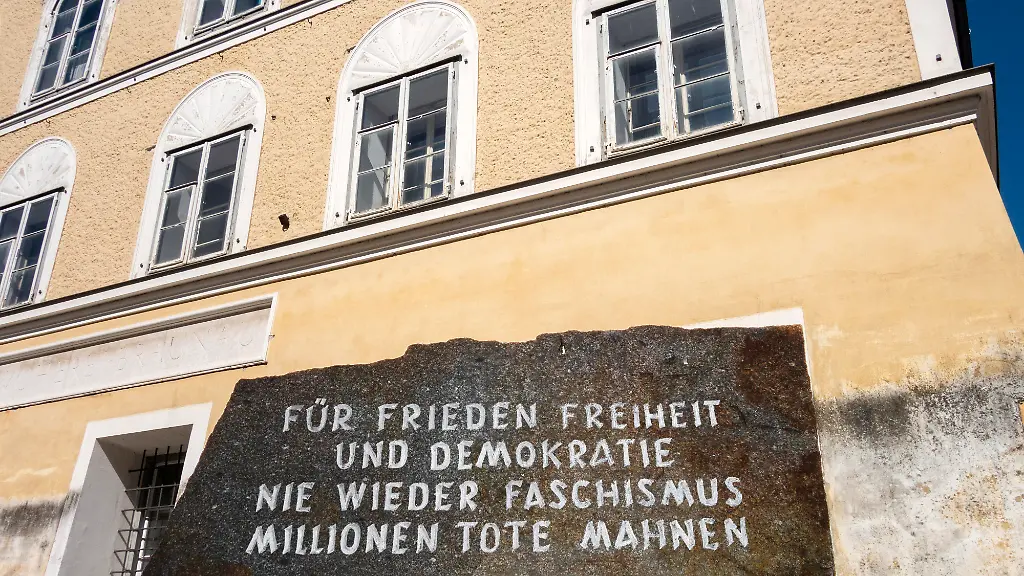 FÜR FRIEDEN FREIHEIT
UND DEMOKRATIE
NIE WIEDER FASCHISMUS
MILLIONEN TOTE MAHNEN